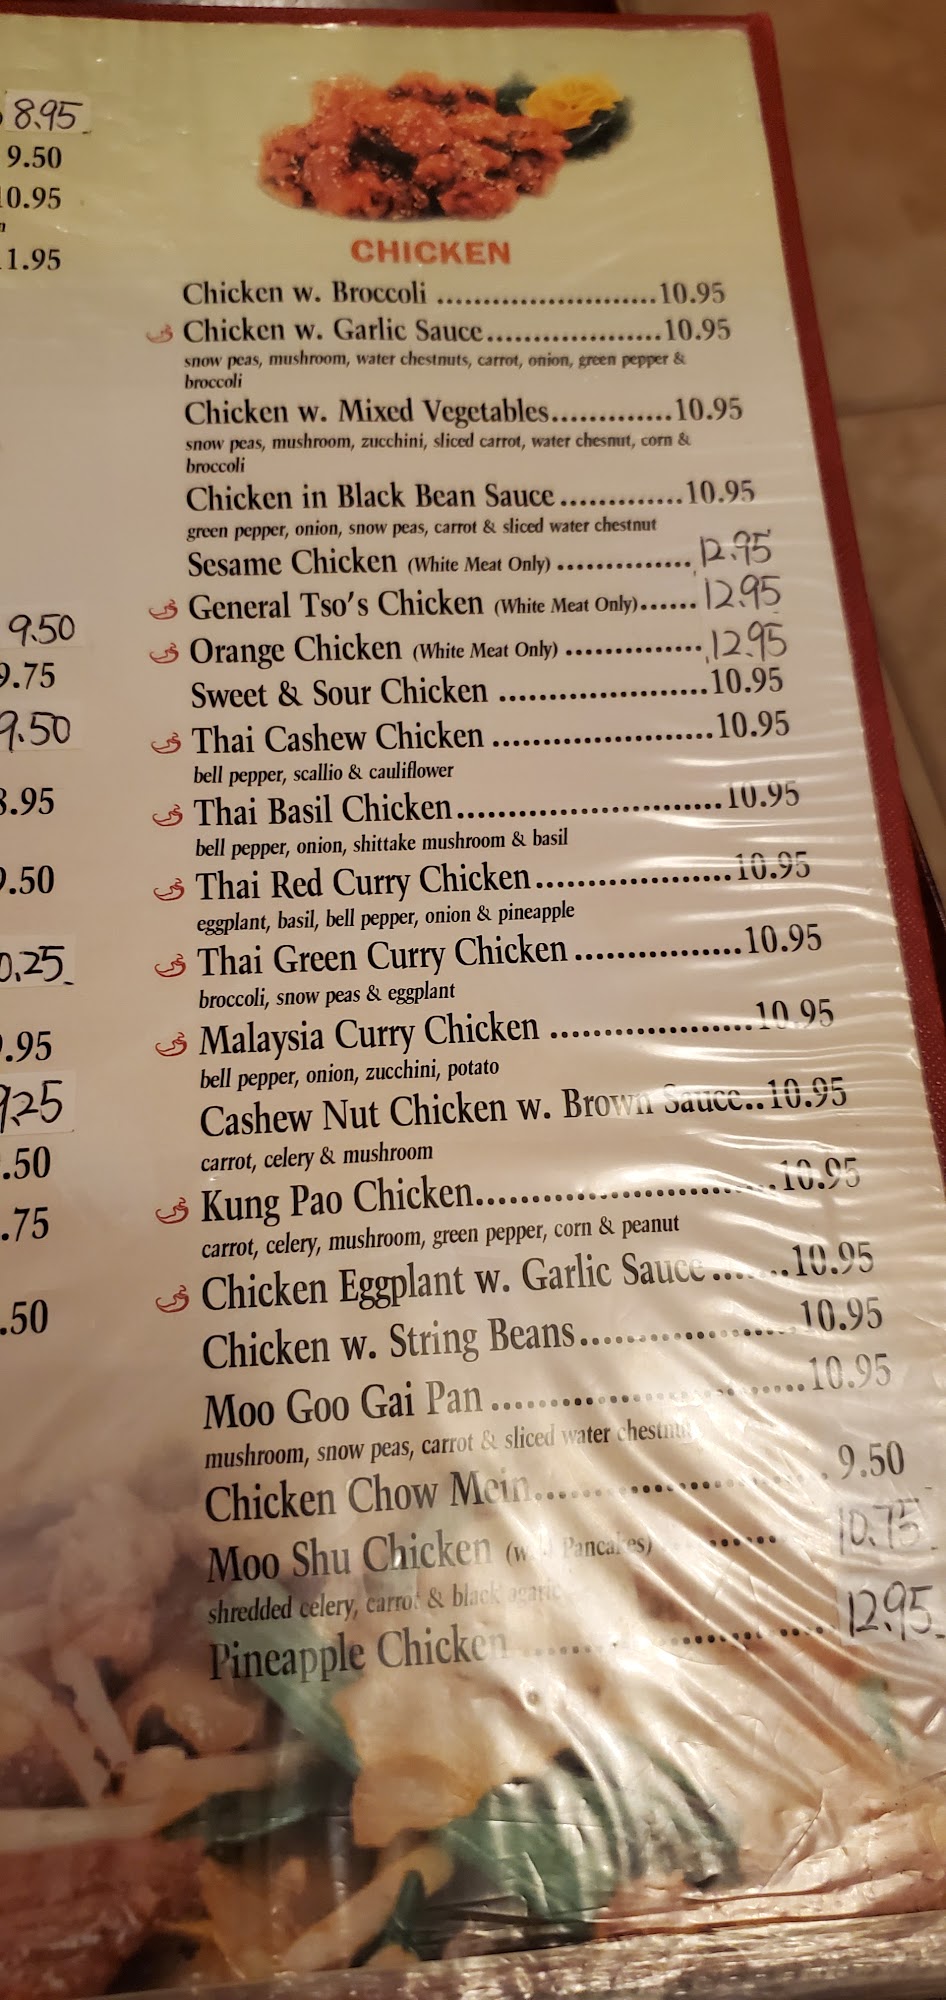 8.95
9.50
10.95
1.95
9.50
9.75
9.50
8.95
.50
0.25
.95
9.25
.50
.75
.50
CHICKEN
Chicken w. Broccoli ........................10.95
Chicken w. Garlic Sauce...................10.95
snow peas, mushroom, water chestnuts, carrot, onion, green pepper &
broccoli
Chicken w. Mixed Vegetables.............10.95
snow peas, mushroom, zucchini, sliced carrot, water chesnut, corn &
broccoli
Chicken in Black Bean Sauce .............10.95
green pepper, onion, snow peas, carrot & sliced water chestnut
Sesame Chicken (White Meat Only) ............... 12.95
General Tso's Chicken (White Meat Only)...... 12.95
Orange Chicken (White Meat Only) ............... 12.95
Sweet & Sour Chicken .......................10.95
Thai Cashew Chicken ........................10.95
bell pepper, scallio & cauliflower
Thai Basil Chicken.............................10.95
bell pepper, onion, shittake mushroom & basil
Thai Red Curry Chicken.....................10.95
eggplant, basil, bell pepper, onion & pineapple
Thai Green Curry Chicken.................10.95
broccoli, snow peas & eggplant
Malaysia Curry Chicken .....................10.95
bell pepper, onion, zucchini, potato
Cashew Nut Chicken w. Brown Sauce..10.95
carrot, celery & mushroom
Kung Pao Chicken..............................10.95
carrot, celery, mushroom, green pepper, corn & peanut
Chicken Eggplant w. Garlic Sauce .......10.95
Chicken w. String Beans.....................10.95
Moo Goo Gai Pan ..............................10.95
mushroom, snow peas, carrot & sliced water chestnut
Chicken Chow Mein............................ 9.50
Moo Shu Chicken (w. Pancakes) .......... 10.75
shredded celery, carrot & black agaric
Pineapple Chicken ............................. 12.95